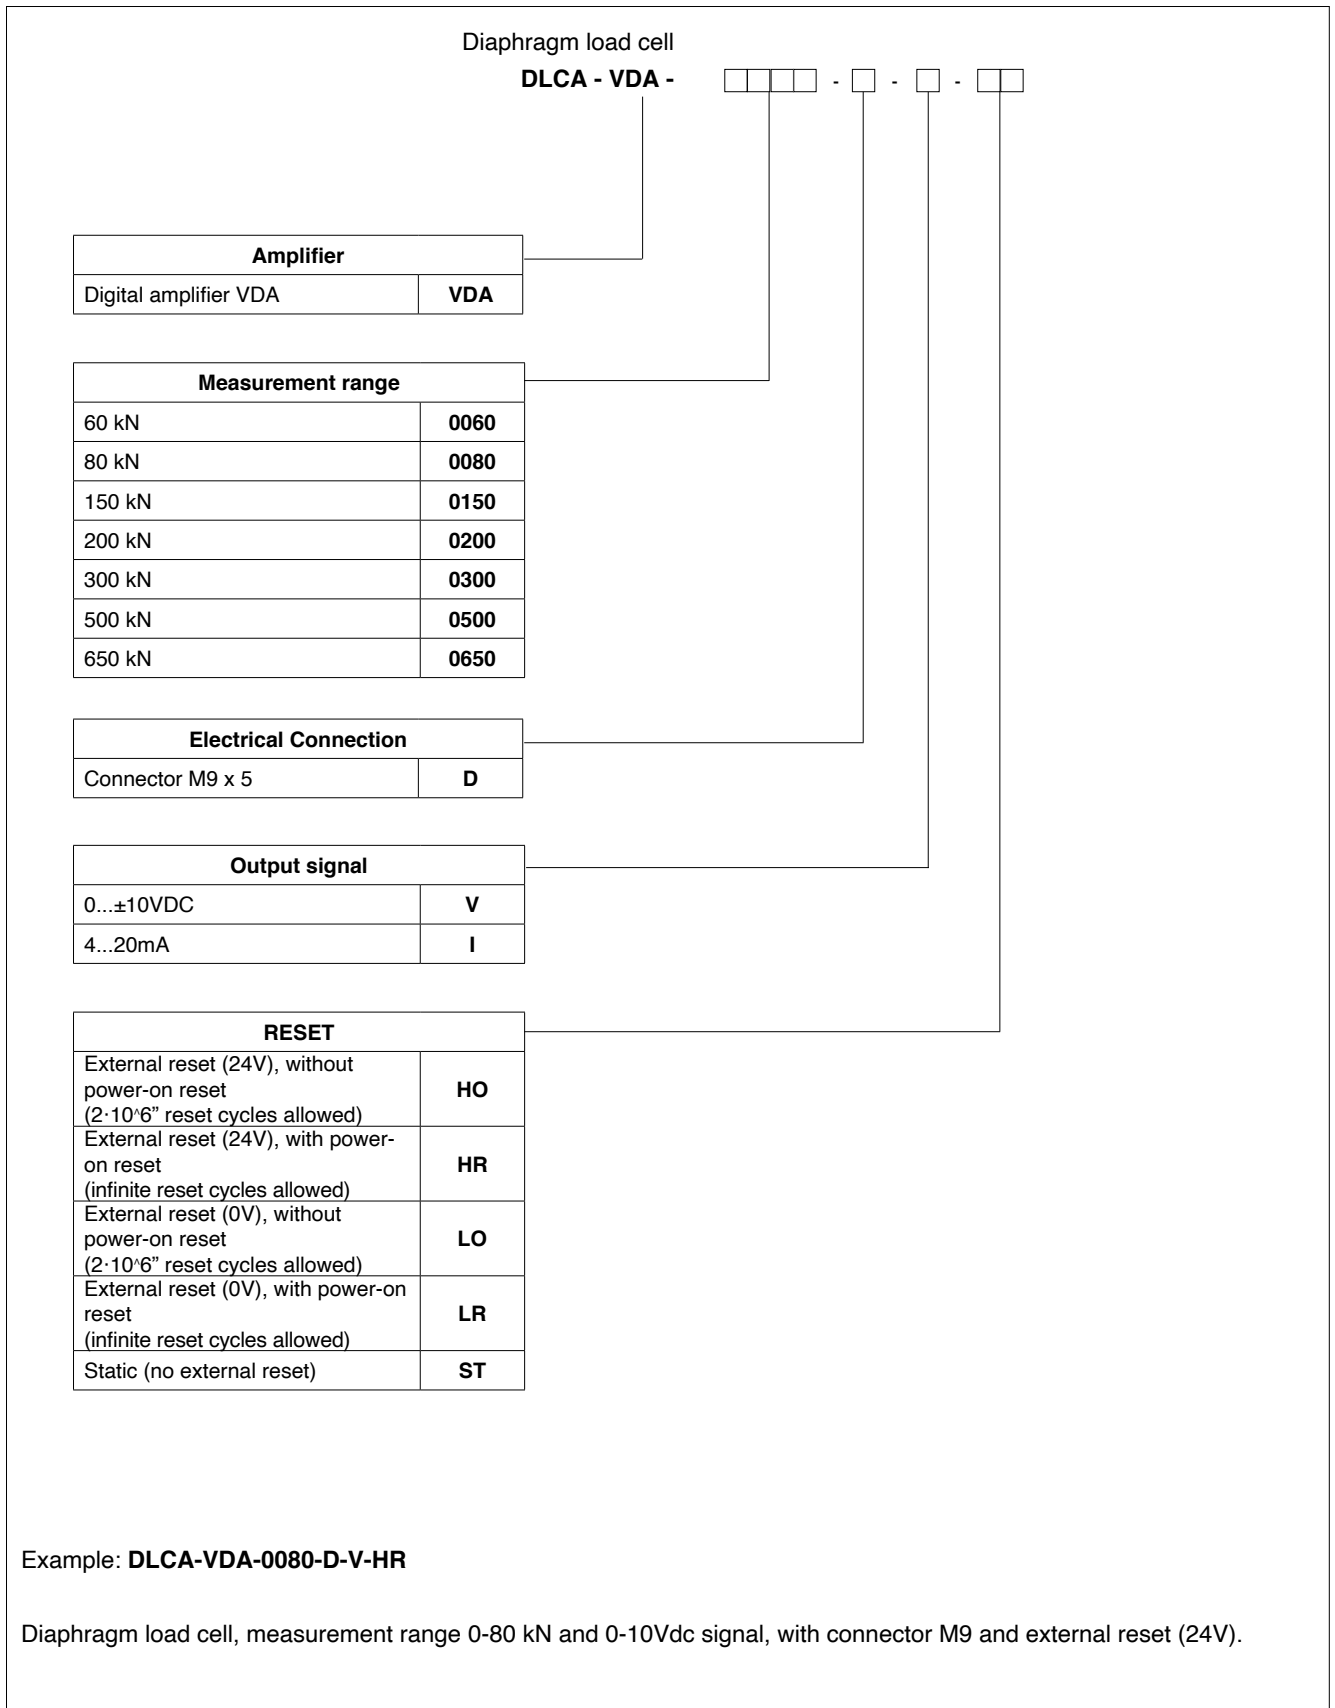 Diaphragm load cell
DLCA - VDA -
- - -
Amplifier
Digital amplifier VDA VDA
Measurement range
60 kN 0060
80 kN 0080
150 kN 0150
200 kN 0200
300 kN 0300
500 kN 0500
650 kN 0650
Electrical Connection
Connector M9 x 5 D
Output signal
0...±10VDC V
4...20mA I
RESET
External reset (24V), without
power-on reset
(2·10^6” reset cycles allowed)
HO
External reset (24V), with power-
on reset
(infinite reset cycles allowed)
HR
External reset (0V), without
power-on reset
(2·10^6” reset cycles allowed)
LO
External reset (0V), with power-on
reset
(infinite reset cycles allowed)
LR
Static (no external reset) ST
Example: DLCA-VDA-0080-D-V-HR
Diaphragm load cell, measurement range 0-80 kN and 0-10Vdc signal, with connector M9 and external reset (24V).